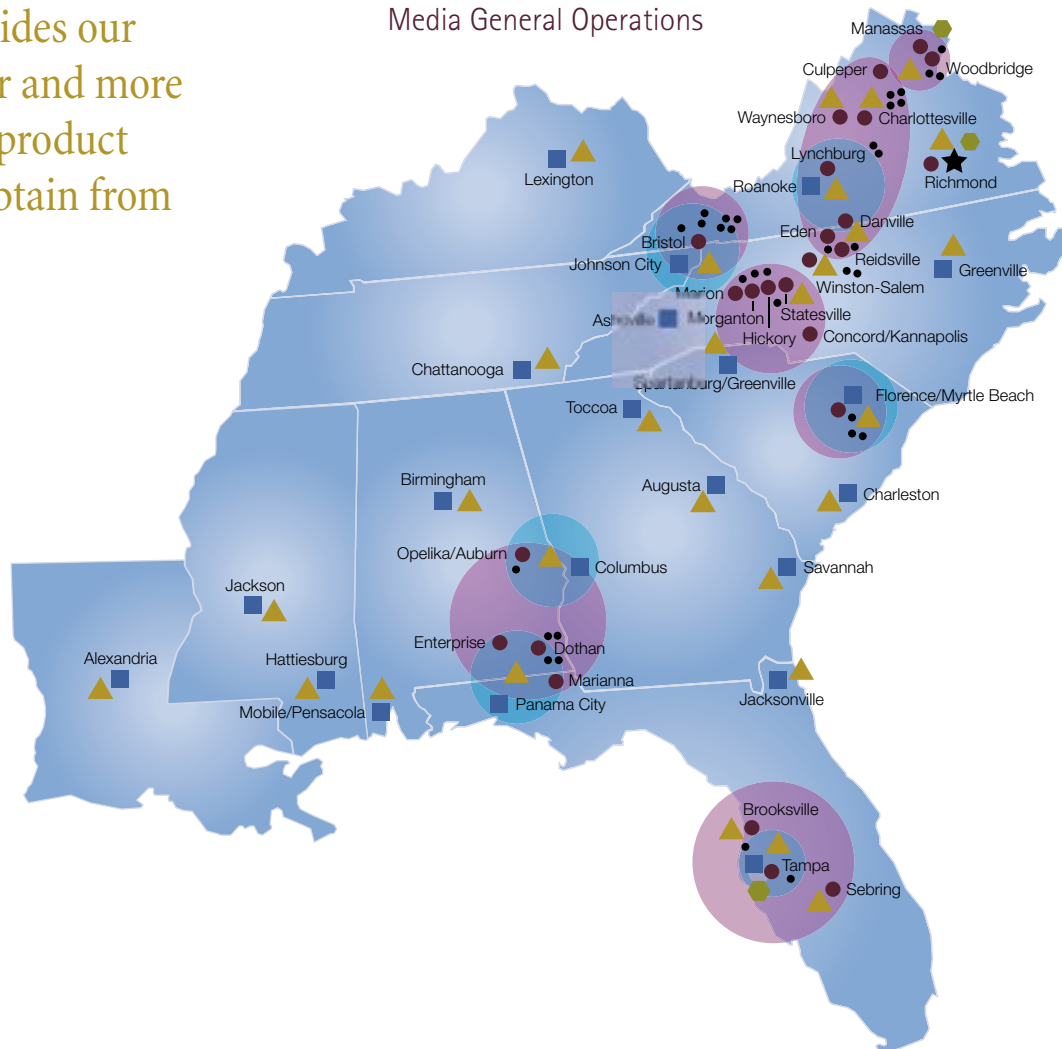 ides our
r and more
product
btain from
Media General Operations
Manassas
Woodbridge
Culpeper
Waynesboro
Charlottesville
Lynchburg
Roanoke
Richmond
Lexington
Danville
Eden
Bristol
Reidsville
Johnson City
Greenville
Winston-Salem
Marion
Morganton
Statesville
Hickory
Concord/Kannapolis
Chattanooga
Spartanburg/Greenville
Toccoa
Florence/Myrtle Beach
Birmingham
Augusta
Charleston
Opelika/Auburn
Columbus
Savannah
Jackson
Enterprise
Dothan
Alexandria
Hattiesburg
Marianna
Mobile/Pensacola
Panama City
Jacksonville
Brooksville
Tampa
Sebring